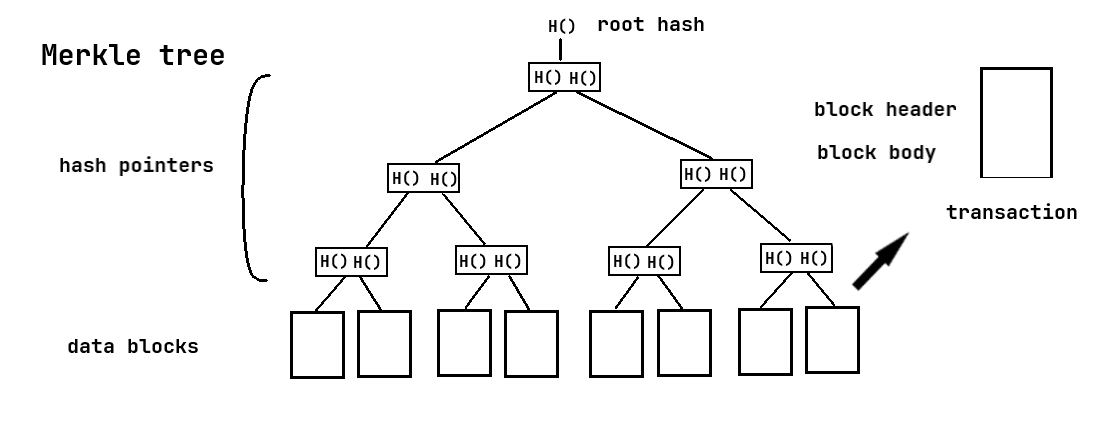 H() root hash
Merkle tree
H() H()
block header
hash pointers
block body
H() H()
H() H()
transaction
H() H()
H() H()
H() H()
H() H()
data blocks